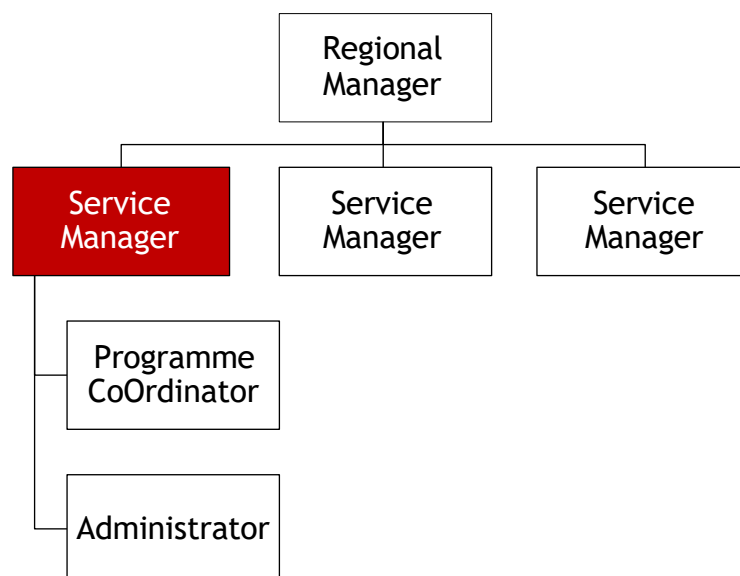 Regional
Manager
Service
Manager
Service
Manager
Service
Manager
Programme
CoOrdinator
Administrator